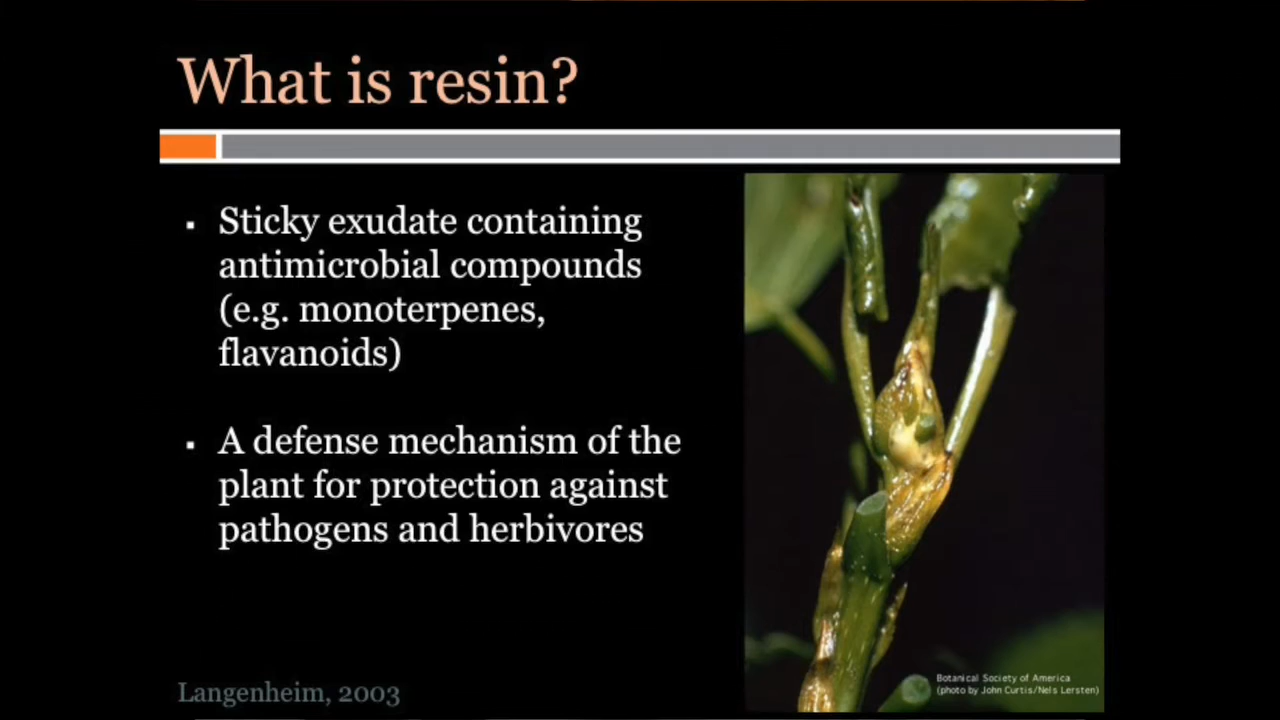 What is resin?
▪ Sticky exudate containing
antimicrobial compounds
(e.g. monoterpenes,
flavanoids)
▪ A defense mechanism of the
plant for protection against
pathogens and herbivores
Langenheim, 2003
Botanical Society of America
(photo by John Curtis/Nels Lersten)